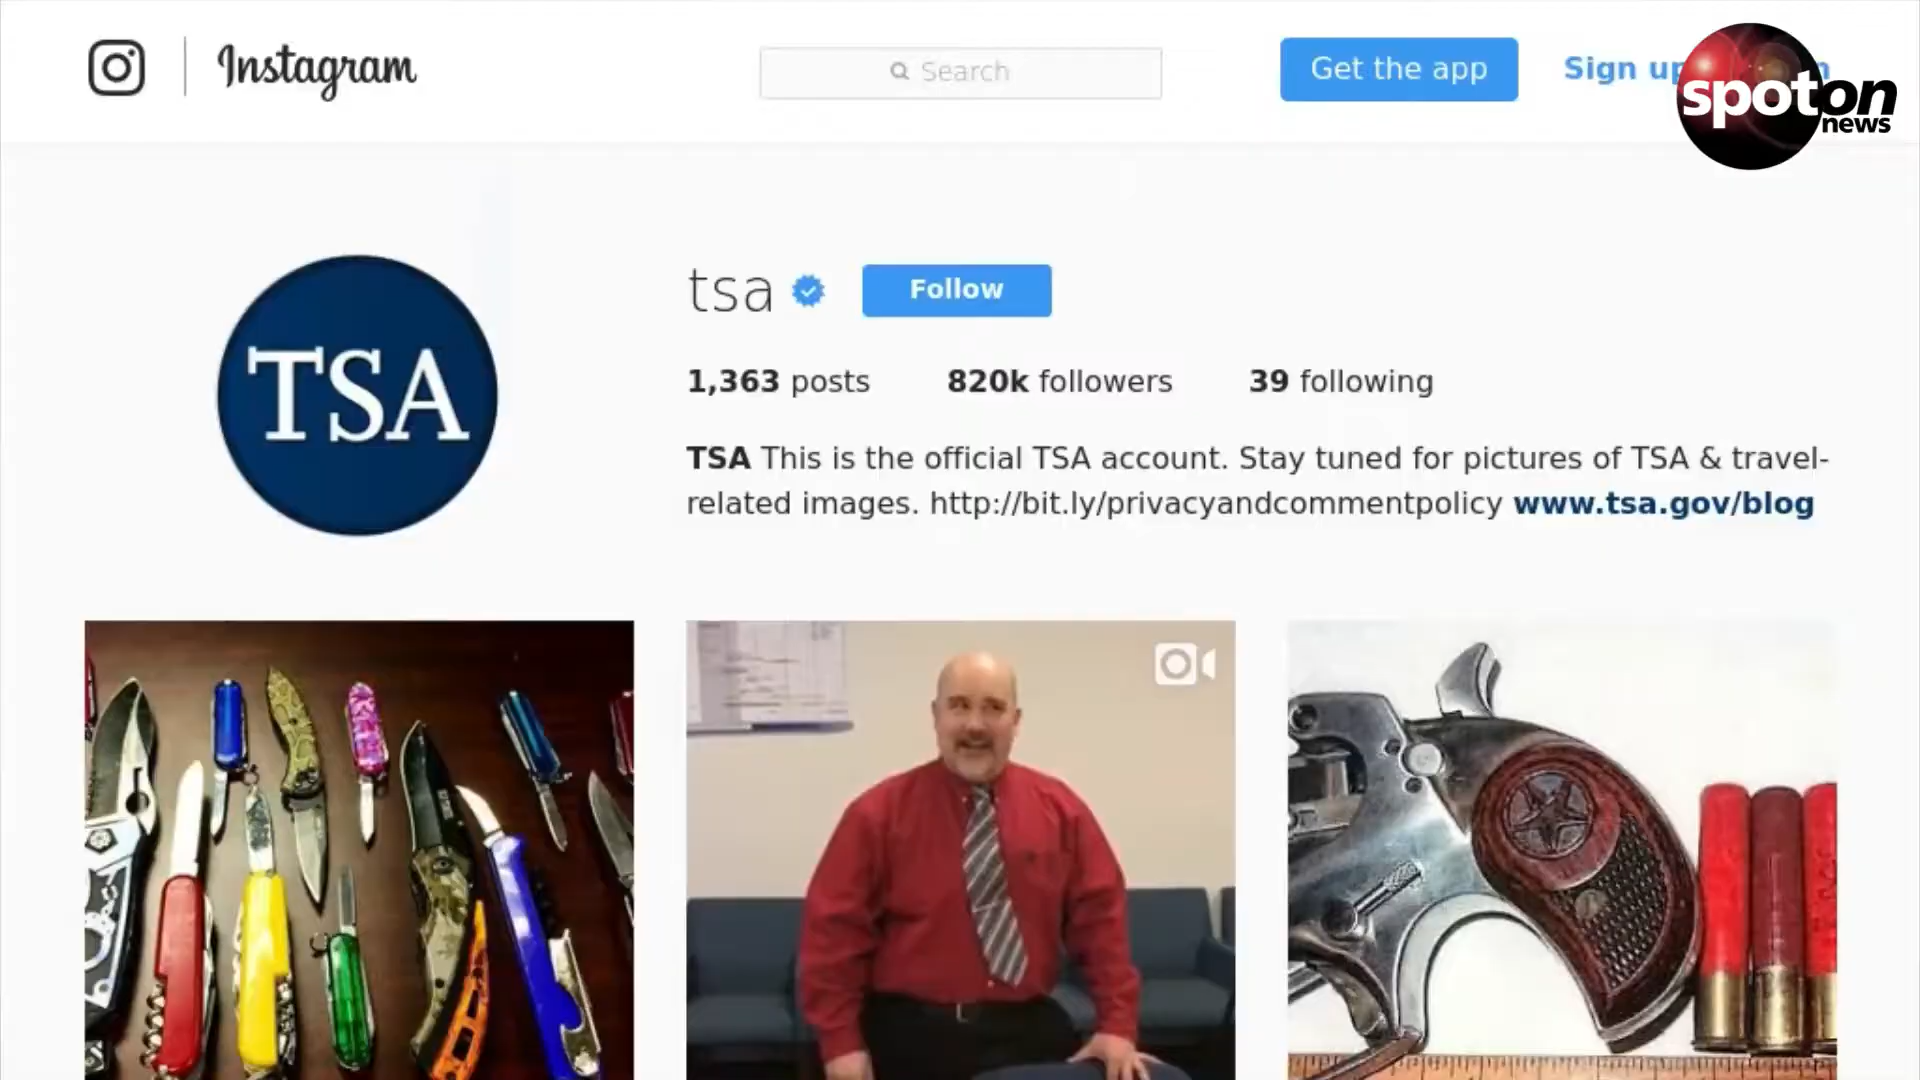 Instagram
Search
Get the app
Sign up
spoton
news
TSA
tsa
Follow
1,363 posts
820k followers
39 following
TSA This is the official TSA account. Stay tuned for pictures of TSA & travel-
related images. http://bit.ly/privacyandcommentpolicy www.tsa.gov/blog